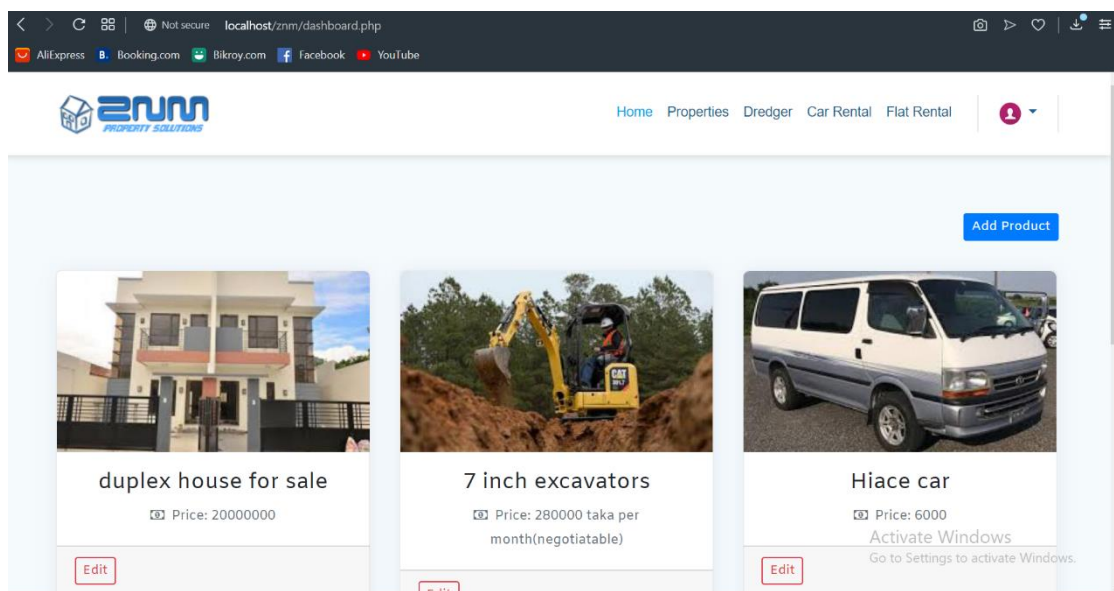 Not secure localhost/znm/dashboard.php
AliExpress B. Booking.com Bikroy.com Facebook YouTube
ZNM
PROPERTY SOLUTIONS
Home Properties Dredger Car Rental Flat Rental
Add Product
CAT
duplex house for sale
Price: 20000000
Edit
7 inch excavators
Price: 280000 taka per
month(negotiatable)
Edit
Hiace car
Price: 6000
Edit
Activate Windows
Go to Settings to activate Windows.